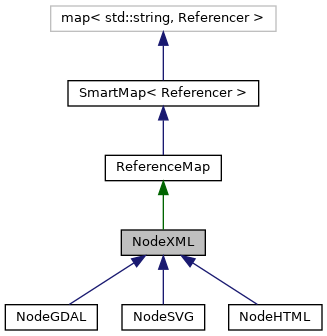 map< std::string, Referencer >
SmartMap< Referencer >
ReferenceMap
NodeXML
NodeGDAL
NodeSVG
NodeHTML